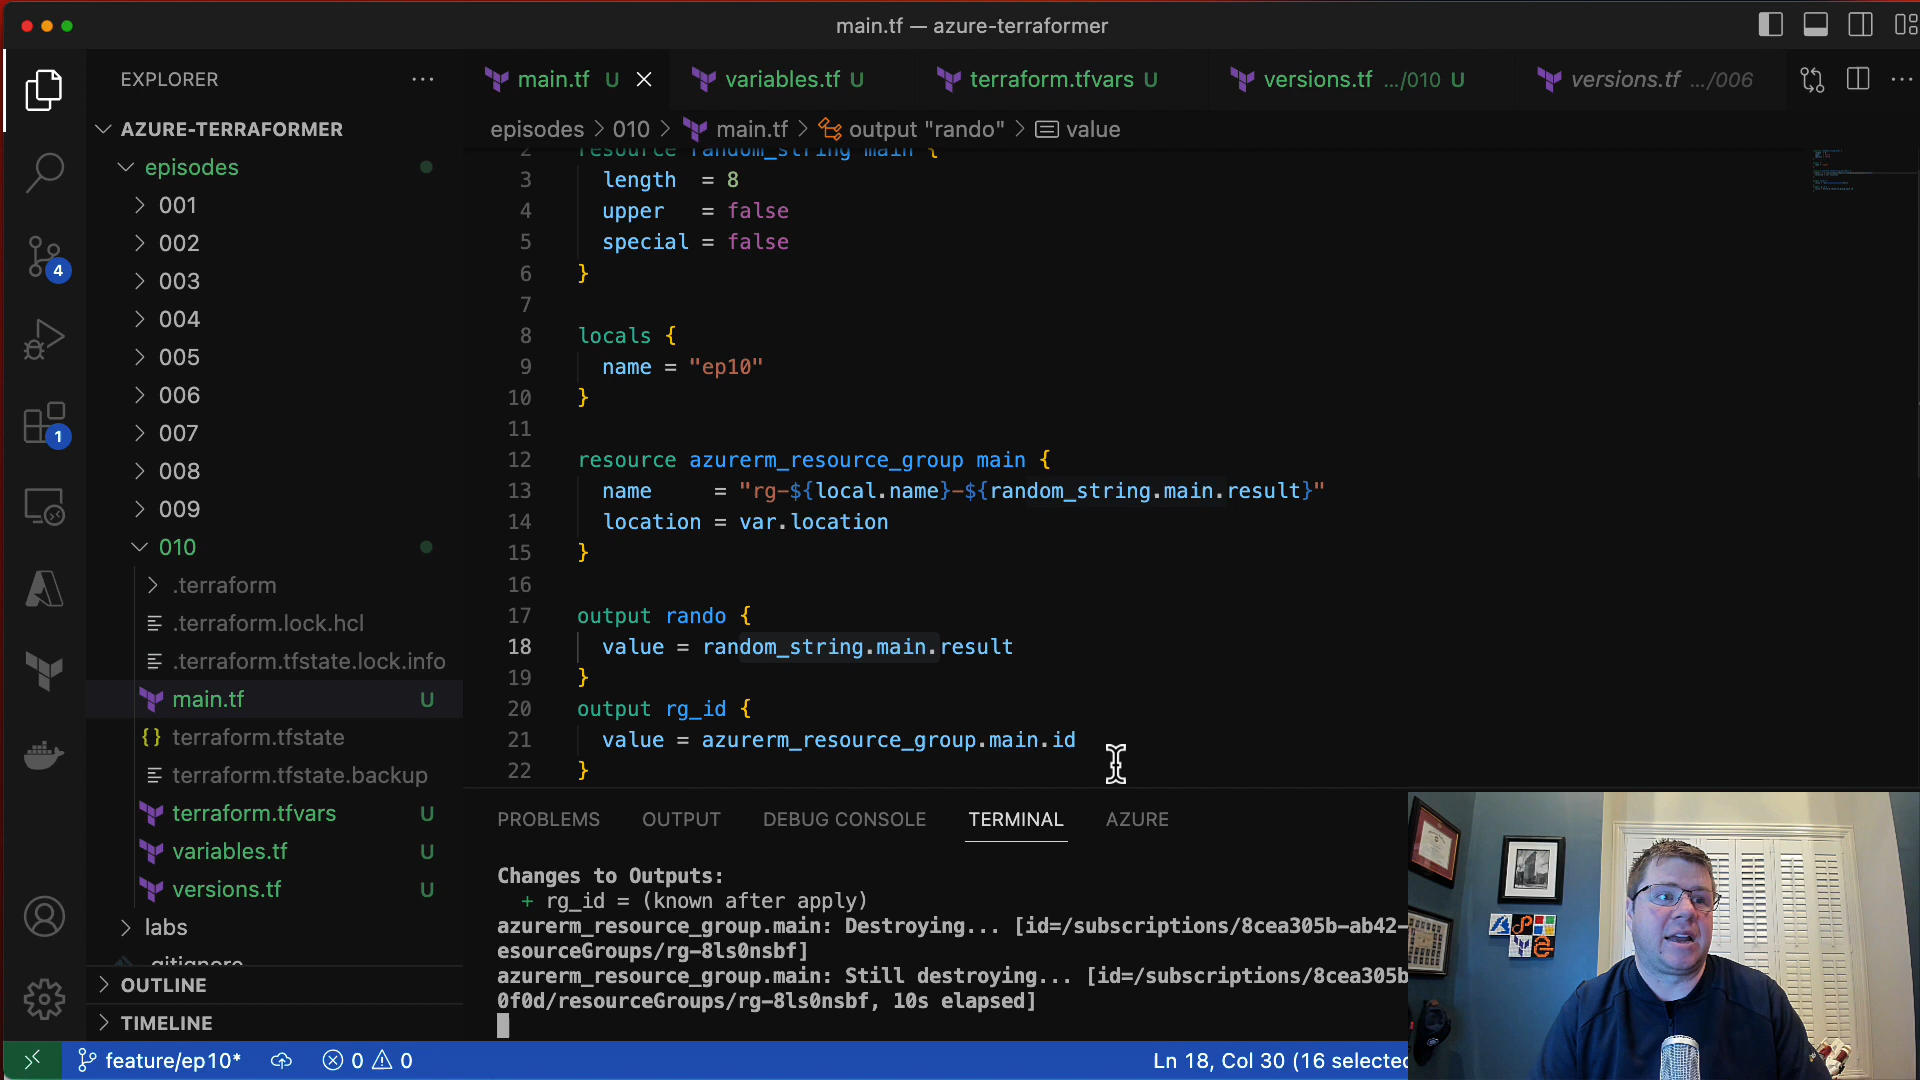 main.tf — azure-terraformer
EXPLORER
main.tf U
variables.tf U
terraform.tfvars U
versions.tf .../010 U
versions.tf .../006
AZURE-TERRAFORMER
episodes > 010 > main.tf > output "rando" > value
episodes
001
002
003
004
005
006
007
008
009
010
.terraform
.terraform.lock.hcl
.terraform.tfstate.lock.info
main.tf U
terraform.tfstate
terraform.tfstate.backup
terraform.tfvars U
variables.tf U
versions.tf U
labs
.gitignore
OUTLINE
TIMELINE
4
1
2 resource random_string main {
3 length = 8
4 upper = false
5 special = false
6 }
7
8 locals {
9 name = "ep10"
10 }
11
12 resource azurerm_resource_group main {
13 name = "rg-${local.name}-${random_string.main.result}"
14 location = var.location
15 }
16
17 output rando {
18 value = random_string.main.result
19 }
20 output rg_id {
21 value = azurerm_resource_group.main.id
22 }
PROBLEMS OUTPUT DEBUG CONSOLE TERMINAL AZURE
Changes to Outputs:
+ rg_id = (known after apply)
azurerm_resource_group.main: Destroying... [id=/subscriptions/8cea305b-ab42-
esourceGroups/rg-8ls0nsbf]
azurerm_resource_group.main: Still destroying... [id=/subscriptions/8cea305b
0f0d/resourceGroups/rg-8ls0nsbf, 10s elapsed]
feature/ep10* 0 0
Ln 18, Col 30 (16 selected